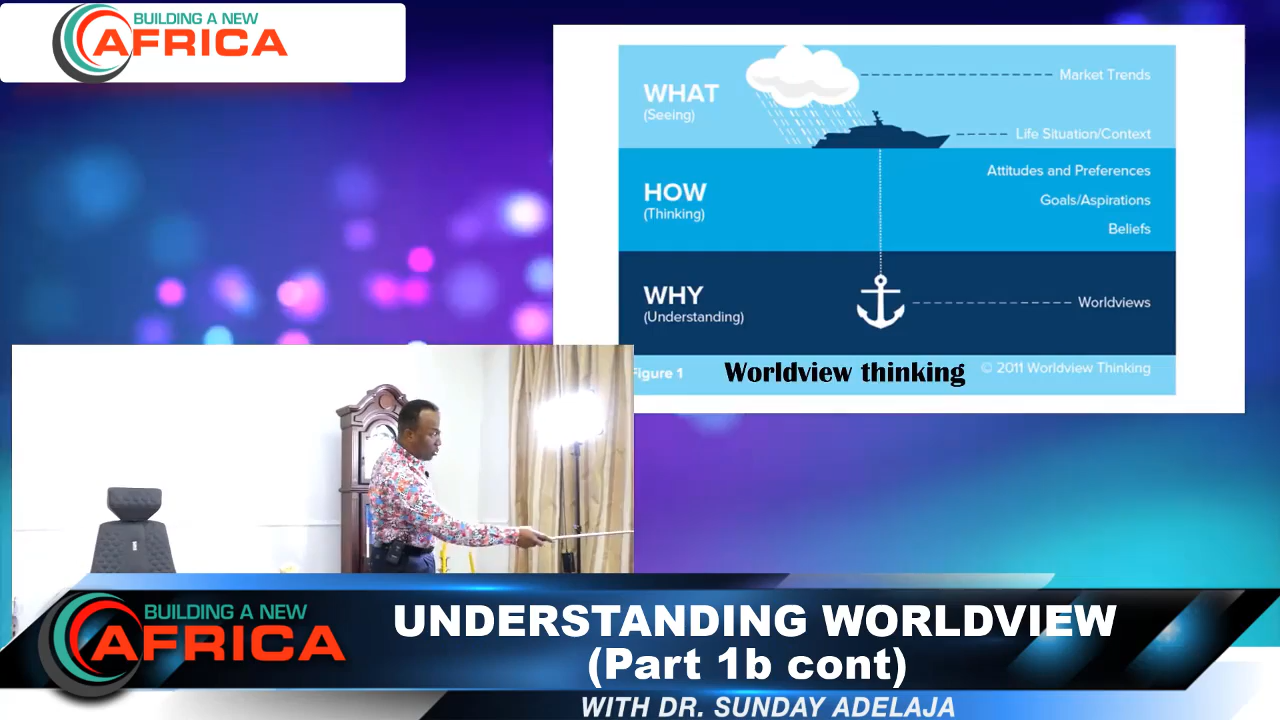 BUILDING A NEW
AFRICA
WHAT
(Seeing)
Market Trends
Life Situation/Context
HOW
(Thinking)
Attitudes and Preferences
Goals/Aspirations
Beliefs
WHY
(Understanding)
Worldviews
Figure 1
Worldview thinking
© 2011 Worldview Thinking
BUILDING A NEW
AFRICA
UNDERSTANDING WORLDVIEW
(Part 1b cont)
WITH DR. SUNDAY ADELAJA